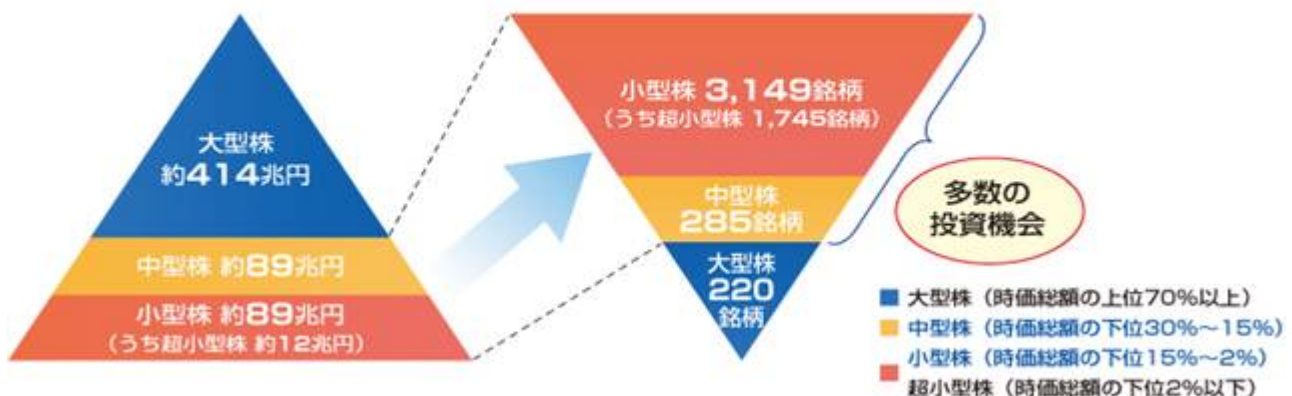 大型株
約414兆円
中型株 約89兆円
小型株 約89兆円
(うち超小型株 約12兆円)
小型株 3,149銘柄
(うち超小型株 1,745銘柄)
中型株
285銘柄
大型株
220
銘柄
多数の
投資機会
大型株(時価総額の上位70%以上)
中型株(時価総額の下位30%~15%)
小型株(時価総額の下位15%~2%)
超小型株(時価総額の下位2%以下)